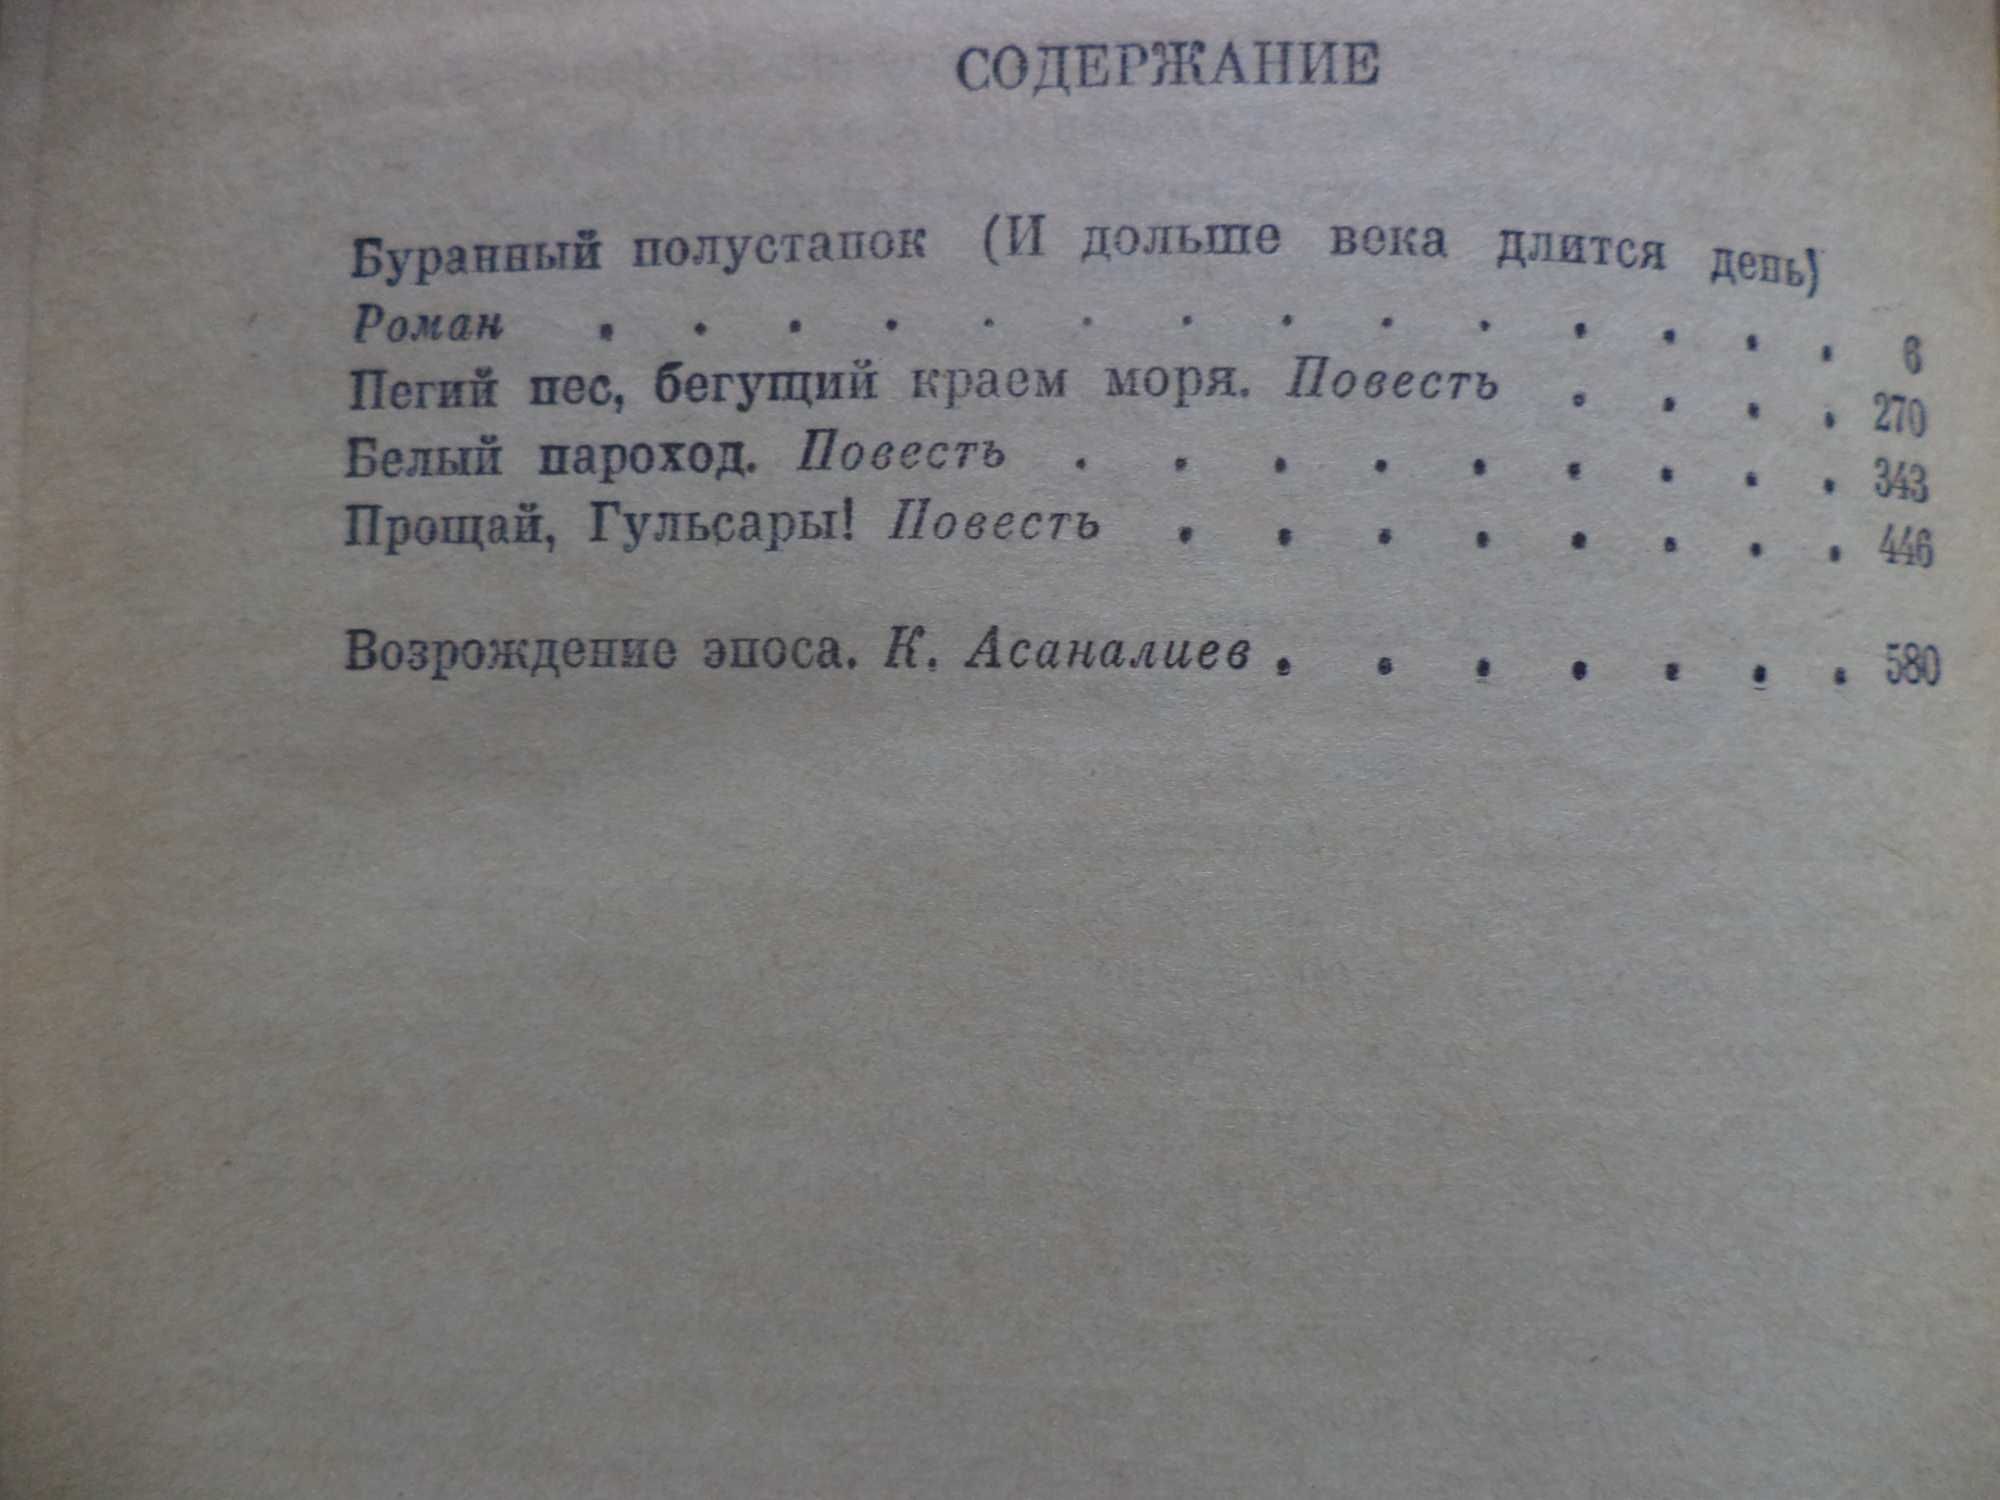 СОДЕРЖАНИЕ
Буранный полустанок (И дольше века длится день)
Роман . . . . . . . . . . . . . . 6
Пегий пес, бегущий краем моря. Повесть . . . . 270
Белый пароход. Повесть . . . . . . . . . 343
Прощай, Гульсары! Повесть . . . . . . . . 446
Возрождение эпоса. К. Асаналиев . . . . . . . 580